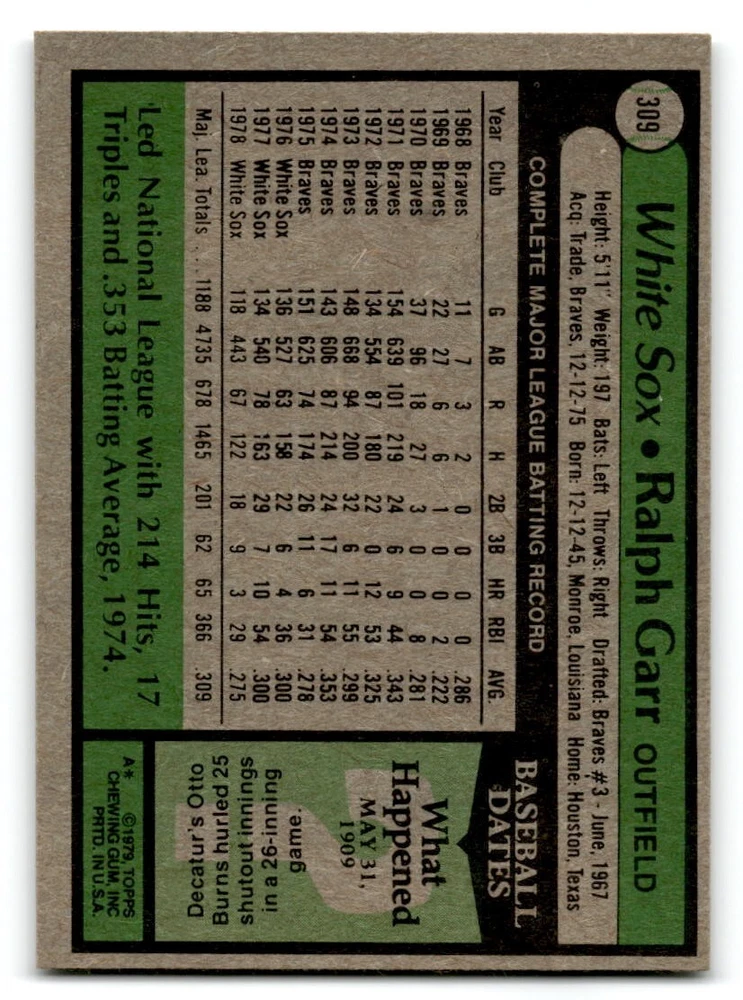 309
White Sox • Ralph Garr OUTFIELD
Height: 5'11" Weight: 197 Bats: Left Throws: Right Drafted: Braves #3 - June, 1967
Acq: Trade, Braves, 12-12-75 Born: 12-12-45, Monroe, Louisiana Home: Houston, Texas
COMPLETE MAJOR LEAGUE BATTING RECORD
Year Club G AB R H 2B 3B HR RBI AVG.
1968 Braves 11 7 3 2 0 0 0 0 .286
1969 Braves 22 27 6 6 1 0 0 2 .222
1970 Braves 37 96 18 27 3 0 0 8 .281
1971 Braves 154 639 101 219 24 6 9 44 .343
1972 Braves 134 554 87 180 22 0 12 53 .325
1973 Braves 148 668 94 200 32 6 11 55 .299
1974 Braves 143 606 87 214 24 17 11 54 .353
1975 Braves 151 625 74 174 26 11 6 31 .278
1976 White Sox 136 527 63 158 22 6 4 36 .300
1977 White Sox 134 540 78 163 29 7 10 54 .300
1978 White Sox 118 443 67 122 18 9 3 29 .275
Maj. Lea. Totals . . . 1188 4735 678 1465 201 62 65 366 .309
Led National League with 214 Hits, 17
Triples and .353 Batting Average, 1974.
BASEBALL
DATES
What
Happened
MAY 31,
1909
Decatur's Otto
Burns hurled 25
shutout innings
in a 26-inning
game.
A* ©1979, TOPPS
CHEWING GUM, INC
PRTD. IN U.S.A.